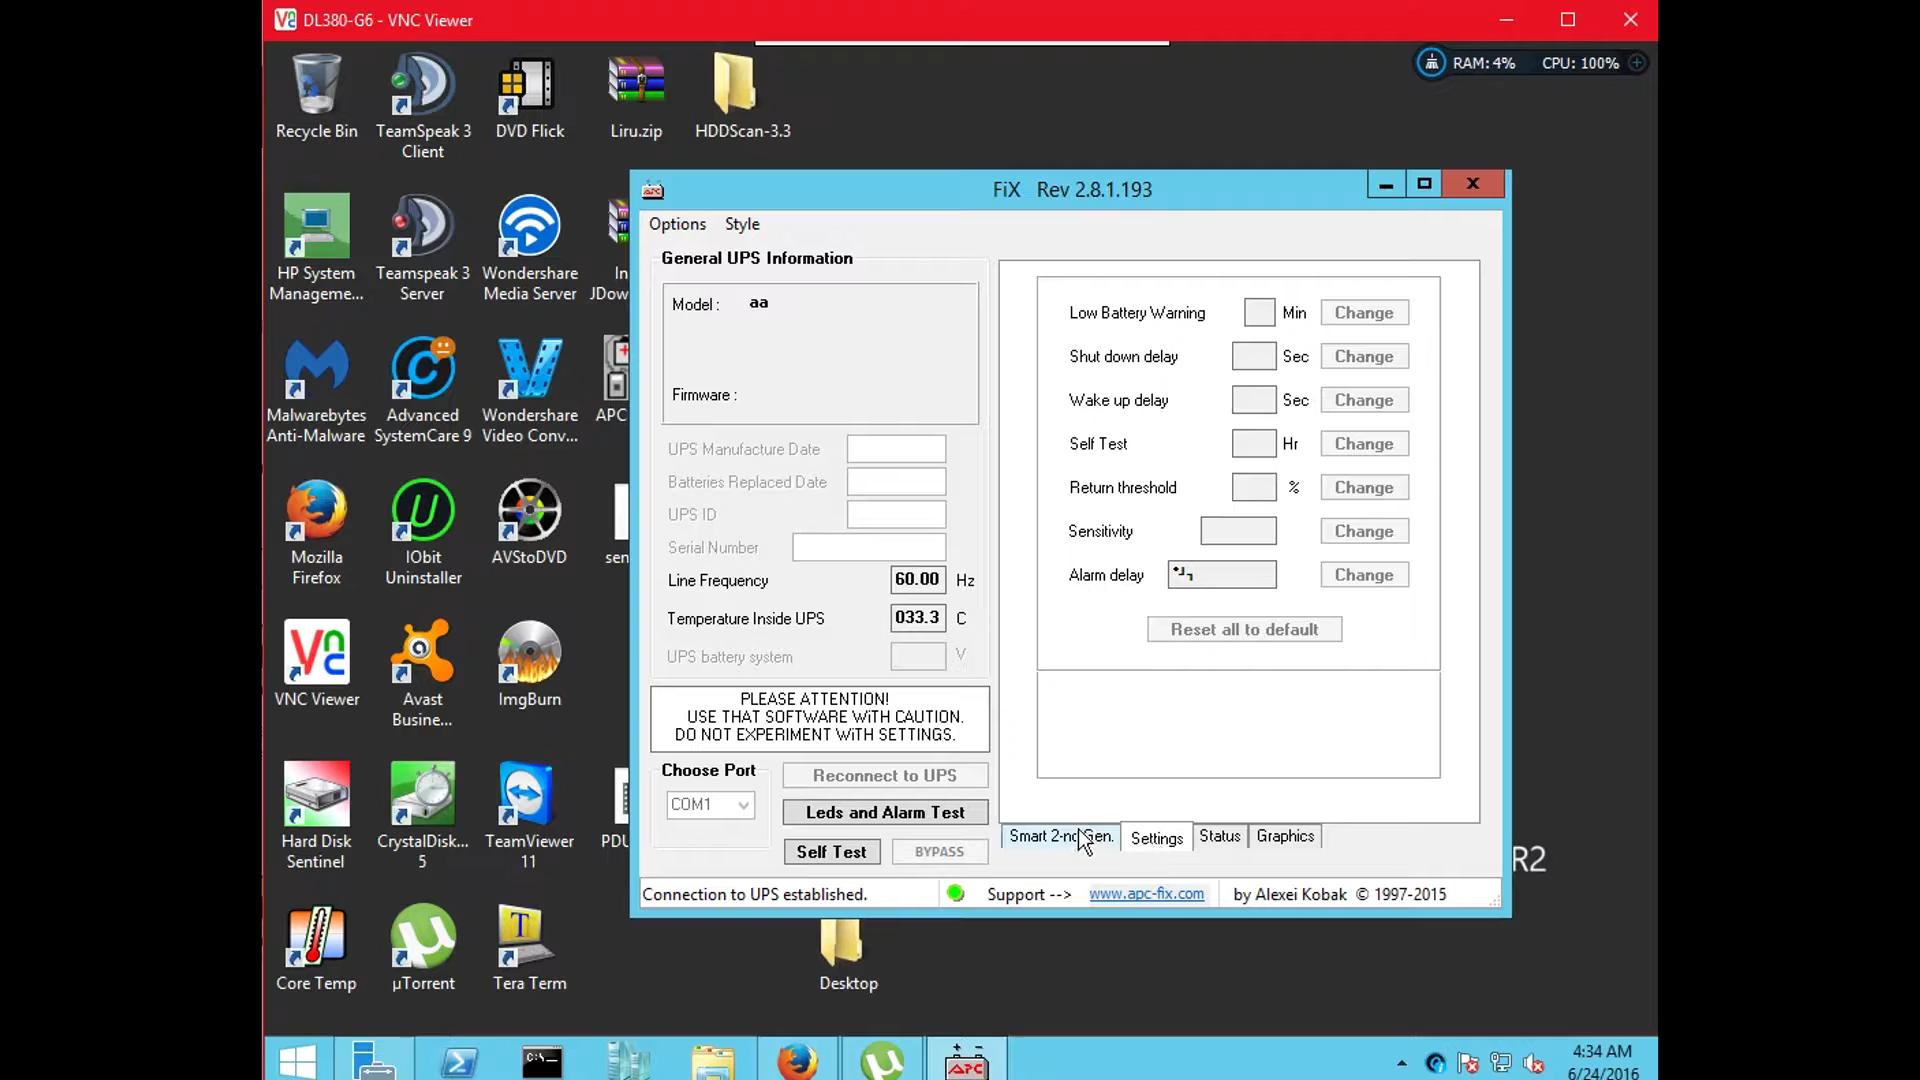 DL380-G6 - VNC Viewer
RAM: 4% CPU: 100%
Recycle Bin
TeamSpeak 3
Client
DVD Flick
Liru.zip
HDDScan-3.3
HP System
Manageme...
Teamspeak 3
Server
Wondershare
Media Server
In
JDow
Malwarebytes
Anti-Malware
Advanced
SystemCare 9
Wondershare
Video Conv...
APC
Mozilla
Firefox
IObit
Uninstaller
AVStoDVD
sen
VNC Viewer
Avast
Busine...
ImgBurn
Hard Disk
Sentinel
CrystalDisk...
5
TeamViewer
11
PDU
Core Temp
µTorrent
Tera Term
Desktop
R2
FiX Rev 2.8.1.193
Options Style
General UPS Information
Model : aa
Firmware :
UPS Manufacture Date
Batteries Replaced Date
UPS ID
Serial Number
Line Frequency 60.00 Hz
Temperature Inside UPS 033.3 C
UPS battery system V
PLEASE ATTENTION!
USE THAT SOFTWARE WiTH CAUTION.
DO NOT EXPERIMENT WiTH SETTINGS.
Choose Port
COM1
Reconnect to UPS
Leds and Alarm Test
Self Test
BYPASS
Low Battery Warning Min Change
Shut down delay Sec Change
Wake up delay Sec Change
Self Test Hr Change
Return threshold % Change
Sensitivity Change
Alarm delay Change
Reset all to default
Smart 2-nd Gen. Settings Status Graphics
Connection to UPS established.
Support --> www.apc-fix.com
by Alexei Kobak © 1997-2015
C:\_
APC
4:34 AM
6/24/2016